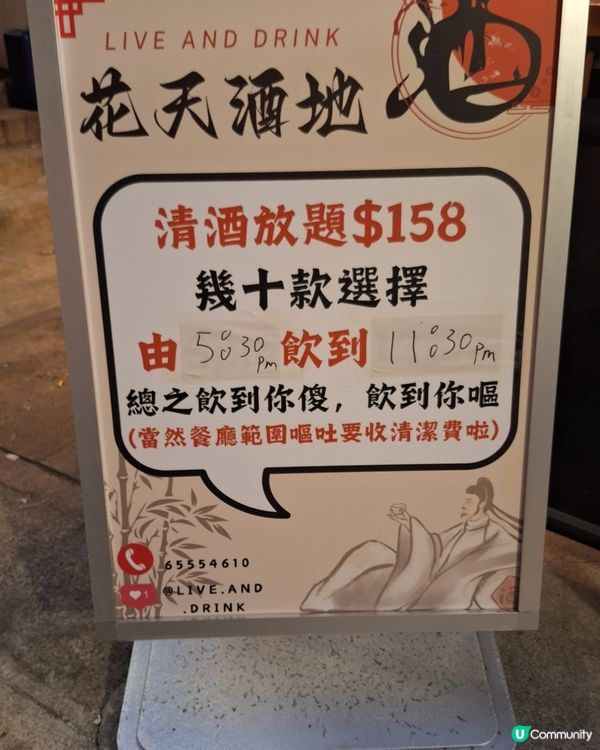 LIVE AND DRINK
花天酒地
清酒放題$158
幾十款選擇
由 5:30pm 飲到 11:30pm
總之飲到你傻，飲到你嘔
(當然餐廳範圍嘔吐要收清潔費啦)
65554610
@LIVE.AND
.DRINK
U Community